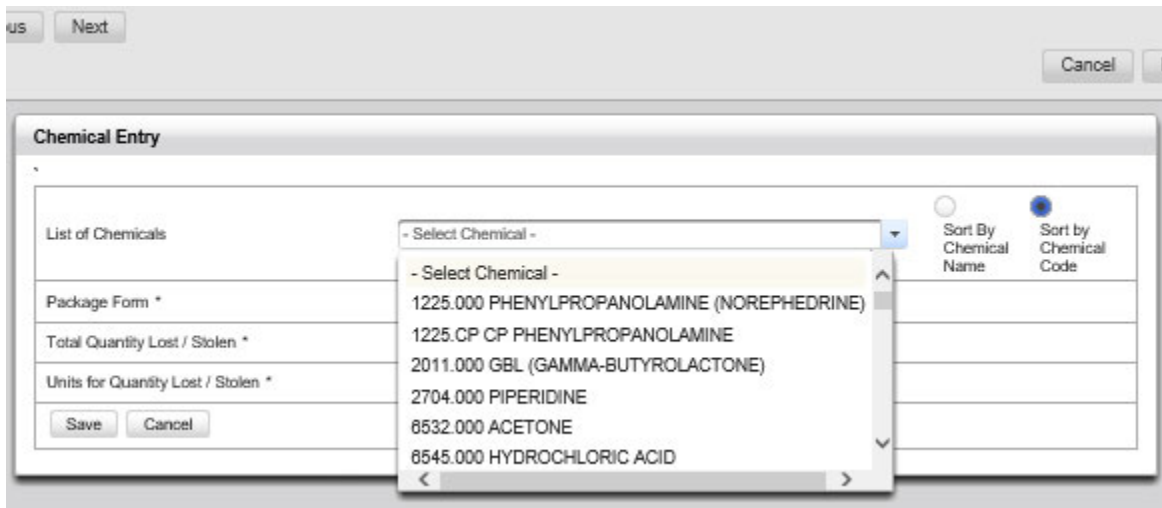 us Next
Cancel
Chemical Entry
List of Chemicals
- Select Chemical -
Sort By
Chemical
Name
Sort by
Chemical
Code
- Select Chemical -
1225.000 PHENYLPROPANOLAMINE (NOREPHEDRINE)
1225.CP CP PHENYLPROPANOLAMINE
2011.000 GBL (GAMMA-BUTYROLACTONE)
2704.000 PIPERIDINE
6532.000 ACETONE
6545.000 HYDROCHLORIC ACID
Package Form *
Total Quantity Lost / Stolen *
Units for Quantity Lost / Stolen *
Save Cancel